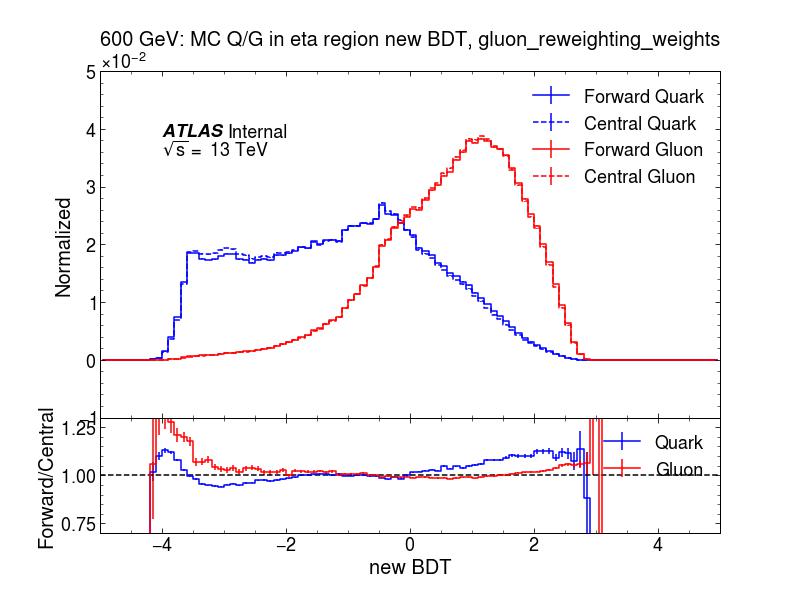 600 GeV: MC Q/G in eta region new BDT, gluon_reweighting_weights
×10⁻²
5
4
3
2
1
0
−1
Normalized
ATLAS Internal
√s = 13 TeV
Forward Quark
Central Quark
Forward Gluon
Central Gluon
1.25
1.00
0.75
Forward/Central
Quark
Gluon
−4
−2
0
2
4
new BDT